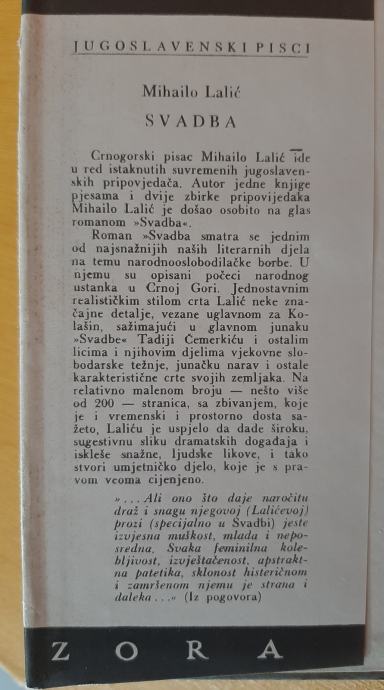 JUGOSLAVENSKI PISCI
Mihailo Lalić
SVADBA
Crnogorski pisac Mihailo Lalić ide
u red istaknutih suvremenih jugoslaven-
skih pripovjedača. Autor jedne knjige
pjesama i dvije zbirke pripovijedaka
Mihailo Lalić je došao osobito na glas
romanom »Svadba«.
Roman »Svadba smatra se jednim
od najsnažnijih naših literarnih djela
na temu narodnooslobodilačke borbe. U
njemu su opisani počeci narodnog
ustanka u Crnoj Gori. Jednostavnim
realističkim stilom crta Lalić neke zna-
čajne detalje, vezane uglavnom za Ko-
lašin, sažimajući u glavnom junaku
»Svadbe« Tadiji Čemerkiću i ostalim
licima i njihovim djelima vjekovne slo-
bodarske težnje, junačku narav i ostale
karakteristične crte svojih zemljaka. Na
relativno malenom broju — nešto više
od 200 — stranica, sa zbivanjem, koje
je i vremenski i prostorno dosta sa-
žeto, Laliću je uspjelo da dade široku,
sugestivnu sliku dramatskih događaja i
iskleše snažne, ljudske likove, i tako
stvori umjetničko djelo, koje je s pra-
vom veoma cijenjeno.
»...Ali ono što daje naročitu
draž i snagu njegovoj (Lalićevoj)
prozi (specijalno u Svadbi) jeste
izvjesna muškost, mlada i nepo-
sredna. Svaka feminilna kole-
bljivost, izvještačenost, apstrakt-
na patetika, sklonost histeričnom
i zamršenom njemu je strana i
daleka...« (Iz pogovora)
ZORA